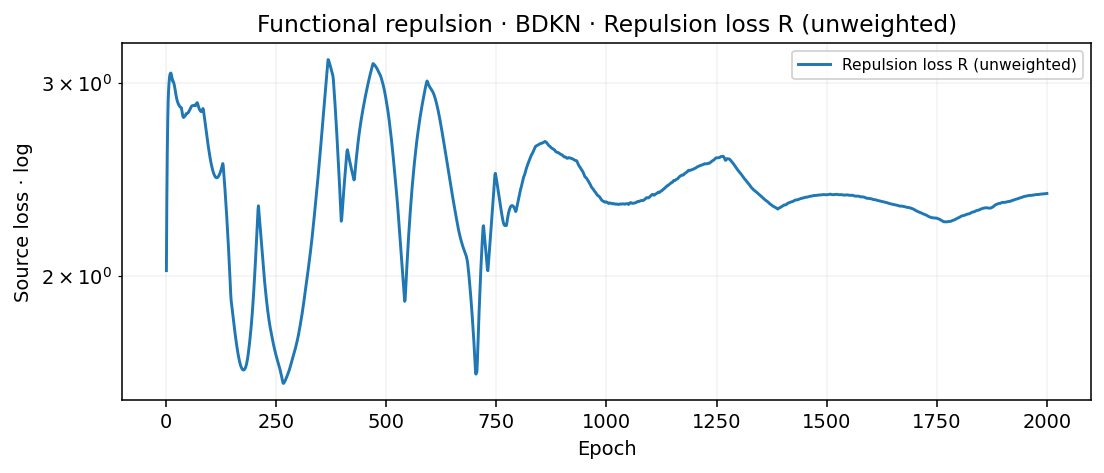 Functional repulsion · BDKN · Repulsion loss R (unweighted)
Repulsion loss R (unweighted)
3 × 10⁰
2 × 10⁰
Source loss · log
0 250 500 750 1000 1250 1500 1750 2000
Epoch